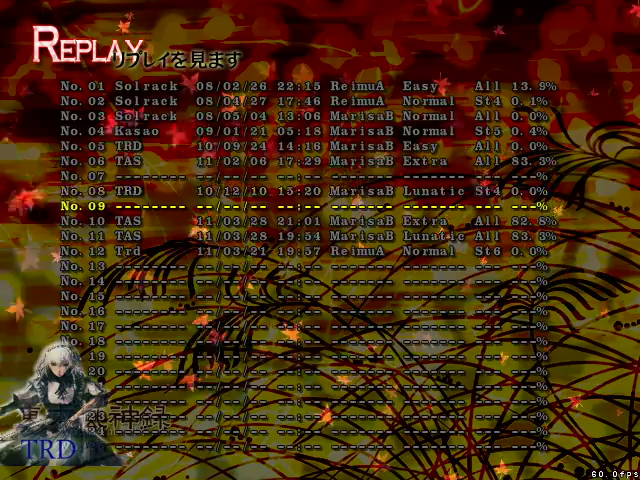 REPLAY
リプレイを見ます
No. 01 Solrack 08/02/26 22:15 ReimuA Easy All 13.9%
No. 02 Solrack 08/04/27 17:46 ReimuA Normal St4 0.1%
No. 03 Solrack 08/05/04 13:06 MarisaB Normal All 0.0%
No. 04 Kasao 09/01/21 05:18 MarisaB Normal St5 0.4%
No. 05 TRD 10/09/24 14:16 MarisaB Easy All 0.0%
No. 06 TAS 11/02/06 17:29 MarisaB Extra All 83.3%
No. 07 -------- --/--/-- --:-- ------- ------- --- ---%
No. 08 TRD 10/12/10 15:20 MarisaB Lunatic St4 0.0%
No. 09 -------- --/--/-- --:-- ------- ------- --- ---%
No. 10 TAS 11/03/28 21:01 MarisaB Extra All 82.8%
No. 11 TAS 11/03/28 19:54 MarisaB Lunatic All 83.3%
No. 12 Trd 11/03/21 19:57 ReimuA Normal St6 0.0%
No. 13 -------- --/--/-- --:-- ------- ------- --- ---%
No. 14 -------- --/--/-- --:-- ------- ------- --- ---%
No. 15 -------- --/--/-- --:-- ------- ------- --- ---%
No. 16 -------- --/--/-- --:-- ------- ------- --- ---%
No. 17 -------- --/--/-- --:-- ------- ------- --- ---%
No. 18 -------- --/--/-- --:-- ------- ------- --- ---%
19 -------- --/--/-- --:-- ------- ------- --- ---%
20 -------- --/--/-- --:-- ------- ------- --- ---%
-------- --/--/-- --:-- ------- ------- --- ---%
-------- --/--/-- --:-- ------- ------- --- ---%
23 -------- --/--/-- --:-- ------- ------- --- ---%
神録
-------- --/--/-- --:-- ------- ------- --- ---%
-------- --/--/-- --:-- ------- ------- --- ---%
TRD
60.0fps